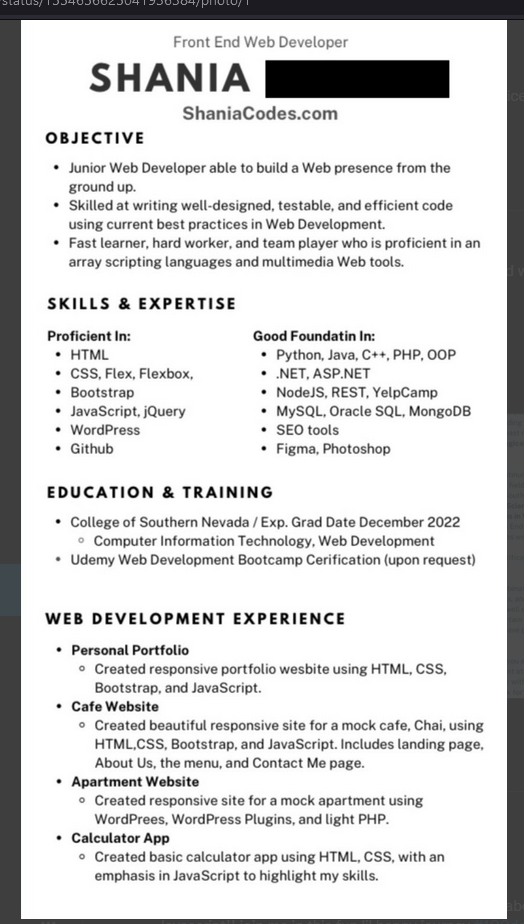 status/1554636625041956384/photo/1
Front End Web Developer
SHANIA
ShaniaCodes.com
OBJECTIVE
• Junior Web Developer able to build a Web presence from the
ground up.
• Skilled at writing well-designed, testable, and efficient code
using current best practices in Web Development.
• Fast learner, hard worker, and team player who is proficient in an
array scripting languages and multimedia Web tools.
SKILLS & EXPERTISE
Proficient In:
• HTML
• CSS, Flex, Flexbox,
• Bootstrap
• JavaScript, jQuery
• WordPress
• Github
Good Foundatin In:
• Python, Java, C++, PHP, OOP
• .NET, ASP.NET
• NodeJS, REST, YelpCamp
• MySQL, Oracle SQL, MongoDB
• SEO tools
• Figma, Photoshop
EDUCATION & TRAINING
• College of Southern Nevada / Exp. Grad Date December 2022
◦ Computer Information Technology, Web Development
• Udemy Web Development Bootcamp Cerification (upon request)
WEB DEVELOPMENT EXPERIENCE
• Personal Portfolio
◦ Created responsive portfolio wesbite using HTML, CSS,
Bootstrap, and JavaScript.
• Cafe Website
◦ Created beautiful responsive site for a mock cafe, Chai, using
HTML,CSS, Bootstrap, and JavaScript. Includes landing page,
About Us, the menu, and Contact Me page.
• Apartment Website
◦ Created responsive site for a mock apartment using
WordPrees, WordPress Plugins, and light PHP.
• Calculator App
◦ Created basic calculator app using HTML, CSS, with an
emphasis in JavaScript to highlight my skills.